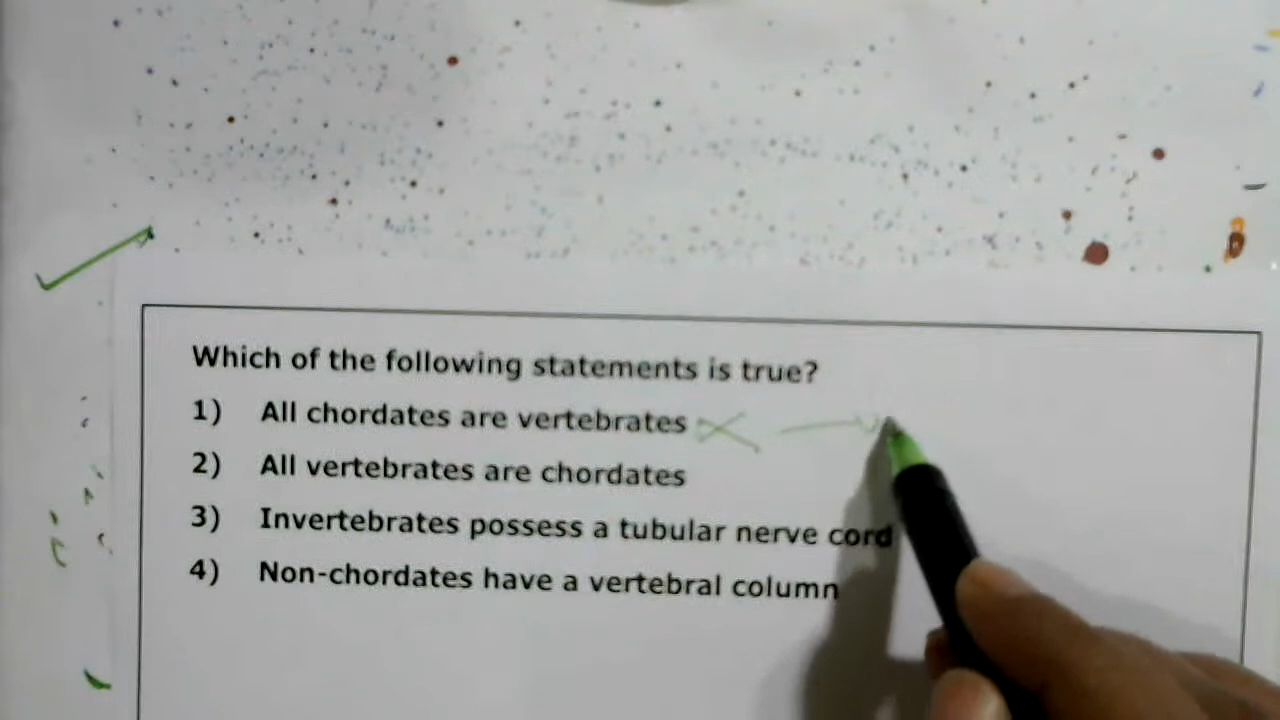 Which of the following statements is true?
1) All chordates are vertebrates
2) All vertebrates are chordates
3) Invertebrates possess a tubular nerve cord
4) Non-chordates have a vertebral column